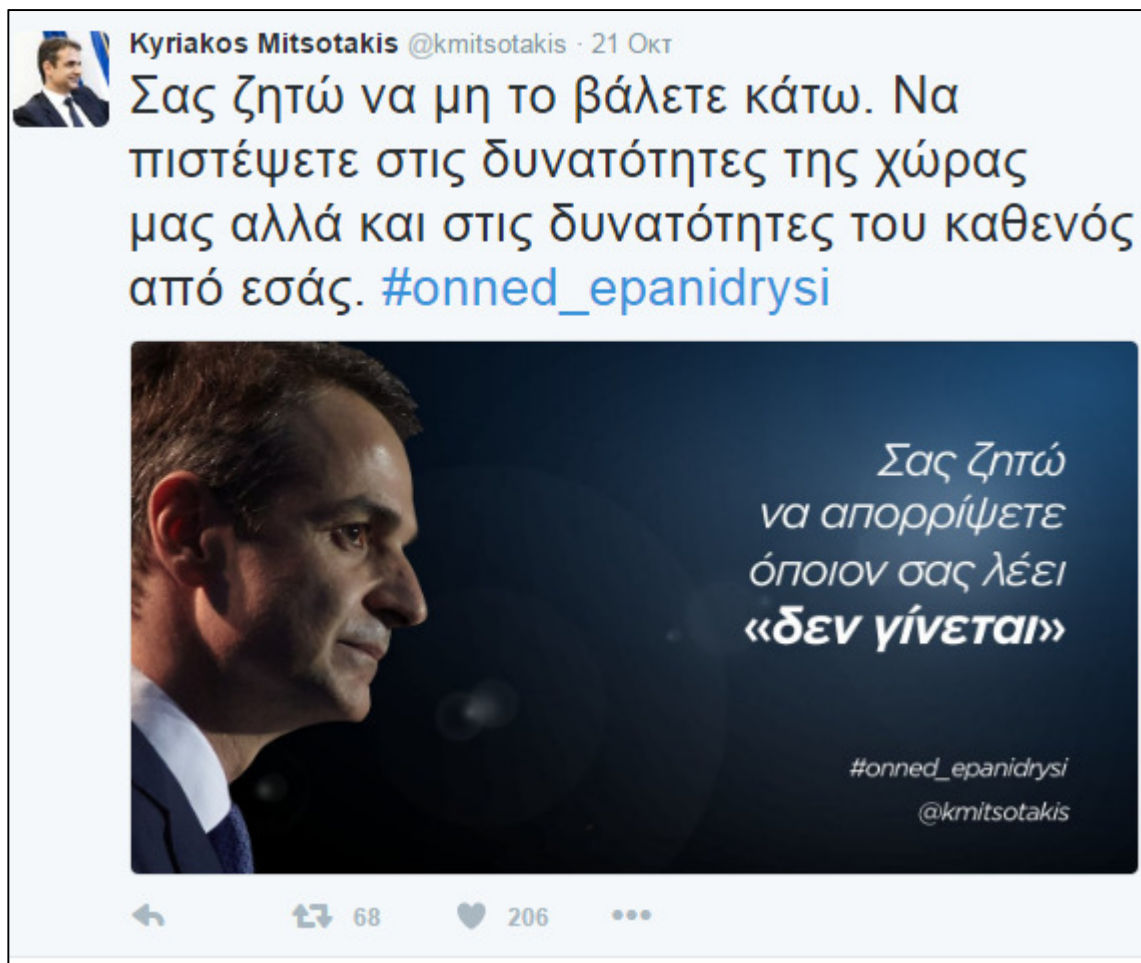 Kyriakos Mitsotakis @kmitsotakis · 21 Οκτ
Σας ζητώ να μη το βάλετε κάτω. Να
πιστέψετε στις δυνατότητες της χώρας
μας αλλά και στις δυνατότητες του καθενός
από εσάς. #onned_epanidrysi
Σας ζητώ
να απορρίψετε
όποιον σας λέει
«δεν γίνεται»
#onned_epanidrysi
@kmitsotakis
68 206